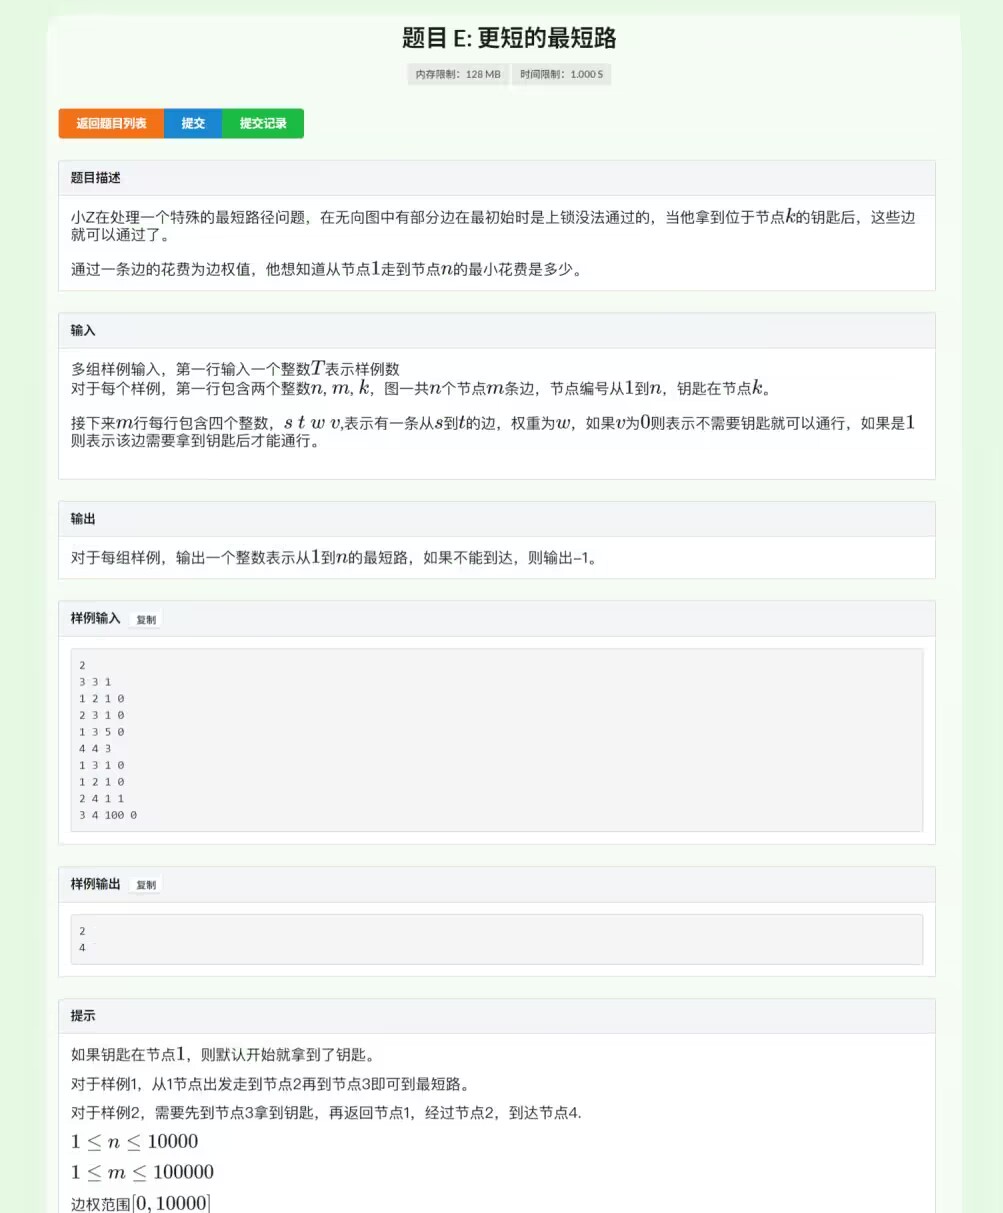 题目 E: 更短的最短路
内存限制：128 MB 时间限制：1.000 S
返回题目列表 提交 提交记录
题目描述
小Z在处理一个特殊的最短路径问题，在无向图中有部分边在最初始时是上锁没法通过的，当他拿到位于节点k的钥匙后，这些边
就可以通过了。
通过一条边的花费为边权值，他想知道从节点1走到节点n的最小花费是多少。
输入
多组样例输入，第一行输入一个整数T表示样例数
对于每个样例，第一行包含两个整数n, m, k，图一共n个节点m条边，节点编号从1到n，钥匙在节点k。
接下来m行每行包含四个整数，s t w v,表示有一条从s到t的边，权重为w，如果v为0则表示不需要钥匙就可以通行，如果是1
则表示该边需要拿到钥匙后才能通行。
输出
对于每组样例，输出一个整数表示从1到n的最短路，如果不能到达，则输出-1。
样例输入 复制
2
3 3 1
1 2 1 0
2 3 1 0
1 3 5 0
4 4 3
1 3 1 0
1 2 1 0
2 4 1 1
3 4 100 0
样例输出 复制
2
4
提示
如果钥匙在节点1，则默认开始就拿到了钥匙。
对于样例1，从1节点出发走到节点2再到节点3即可到最短路。
对于样例2，需要先到节点3拿到钥匙，再返回节点1，经过节点2，到达节点4.
1 ≤ n ≤ 10000
1 ≤ m ≤ 100000
边权范围[0, 10000]